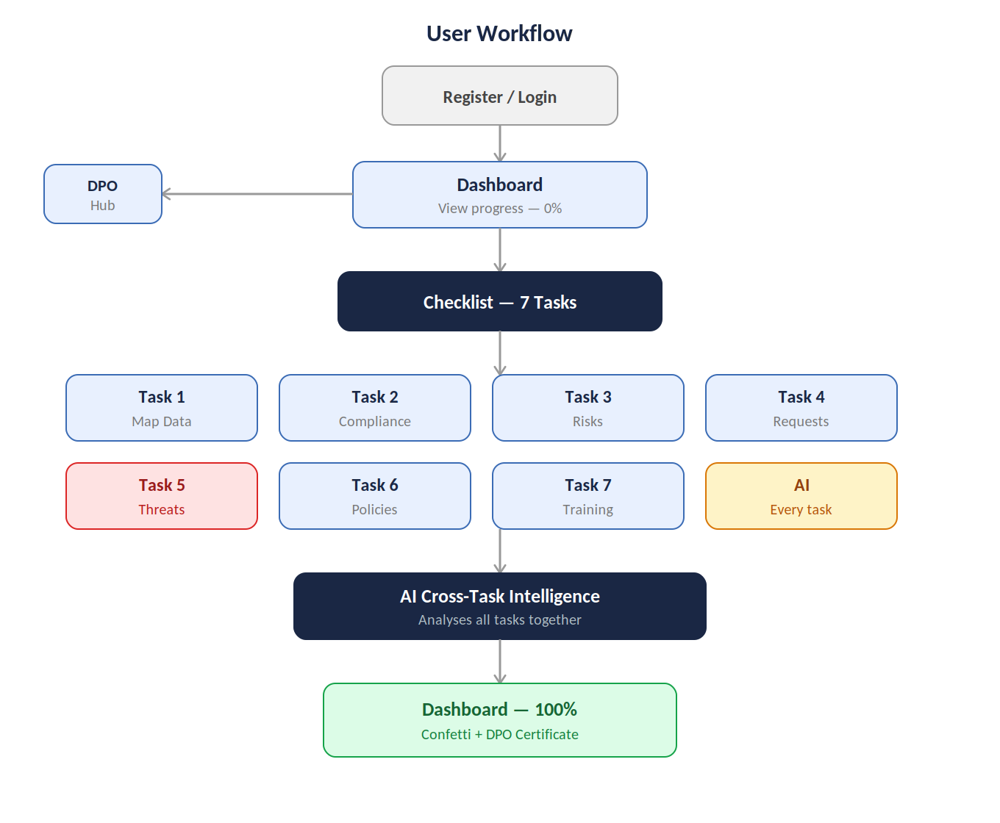 User Workflow
Register / Login
DPO
Hub
Dashboard
View progress — 0%
Checklist — 7 Tasks
Task 1
Map Data
Task 2
Compliance
Task 3
Risks
Task 4
Requests
Task 5
Threats
Task 6
Policies
Task 7
Training
AI
Every task
AI Cross-Task Intelligence
Analyses all tasks together
Dashboard — 100%
Confetti + DPO Certificate